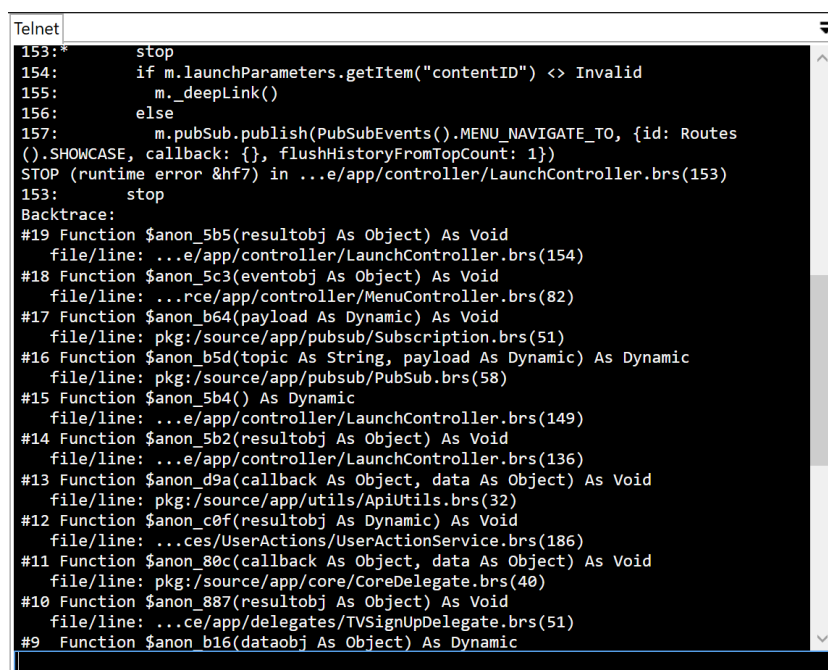 Telnet
153:*       stop
154:        if m.launchParameters.getItem("contentID") <> Invalid
155:          m._deepLink()
156:        else
157:          m.pubSub.publish(PubSubEvents().MENU_NAVIGATE_TO, {id: Routes
().SHOWCASE, callback: {}, flushHistoryFromTopCount: 1})
STOP (runtime error &hf7) in ...e/app/controller/LaunchController.brs(153)
153:       stop
Backtrace:
#19 Function $anon_5b5(resultobj As Object) As Void
   file/line: ...e/app/controller/LaunchController.brs(154)
#18 Function $anon_5c3(eventobj As Object) As Void
   file/line: ...rce/app/controller/MenuController.brs(82)
#17 Function $anon_b64(payload As Dynamic) As Void
   file/line: pkg:/source/app/pubsub/Subscription.brs(51)
#16 Function $anon_b5d(topic As String, payload As Dynamic) As Dynamic
   file/line: pkg:/source/app/pubsub/PubSub.brs(58)
#15 Function $anon_5b4() As Dynamic
   file/line: ...e/app/controller/LaunchController.brs(149)
#14 Function $anon_5b2(resultobj As Object) As Void
   file/line: ...e/app/controller/LaunchController.brs(136)
#13 Function $anon_d9a(callback As Object, data As Object) As Void
   file/line: pkg:/source/app/utils/ApiUtils.brs(32)
#12 Function $anon_c0f(resultobj As Dynamic) As Void
   file/line: ...ces/UserActions/UserActionService.brs(186)
#11 Function $anon_80c(callback As Object, data As Object) As Void
   file/line: pkg:/source/app/core/CoreDelegate.brs(40)
#10 Function $anon_887(resultobj As Object) As Void
   file/line: ...ce/app/delegates/TVSignUpDelegate.brs(51)
#9  Function $anon_b16(dataobj As Object) As Dynamic